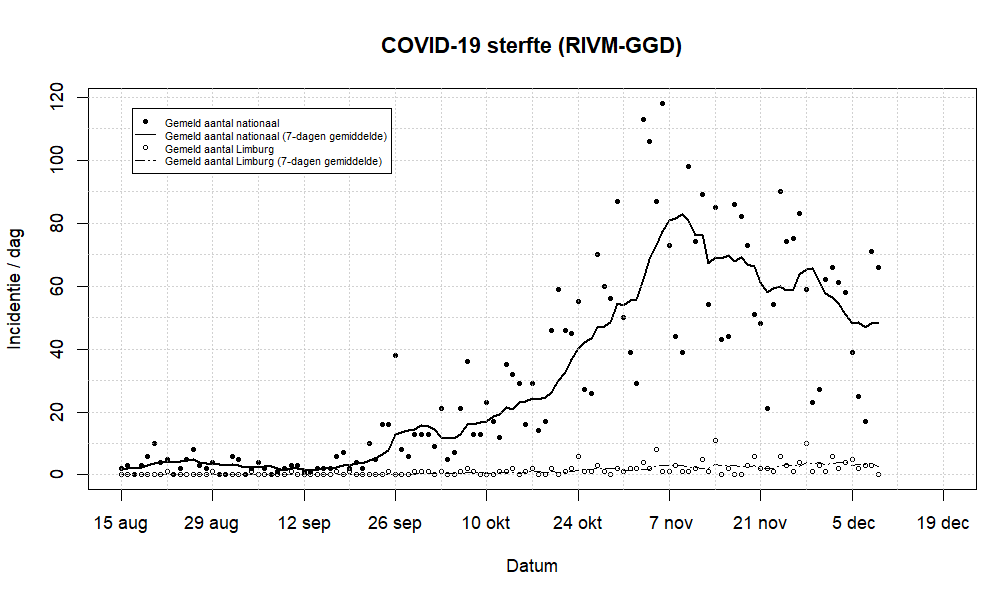 COVID-19 sterfte (RIVM-GGD)
Incidentie / dag
120
100
80
60
40
20
0
Gemeld aantal nationaal
Gemeld aantal nationaal (7-dagen gemiddelde)
Gemeld aantal Limburg
Gemeld aantal Limburg (7-dagen gemiddelde)
15 aug 29 aug 12 sep 26 sep 10 okt 24 okt 7 nov 21 nov 5 dec 19 dec
Datum